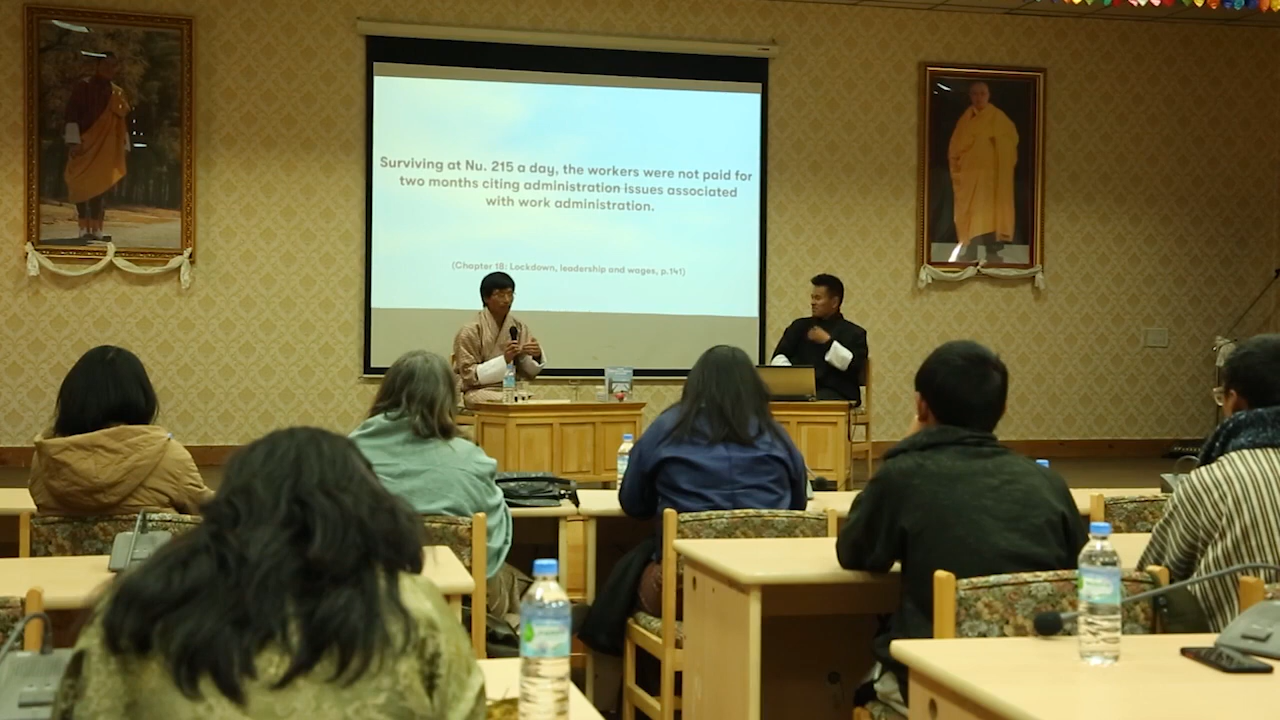 Surviving at Nu. 215 a day, the workers were not paid for
two months citing administration issues associated
with work administration.
(Chapter 18: Lockdown, leadership and wages, p.141)